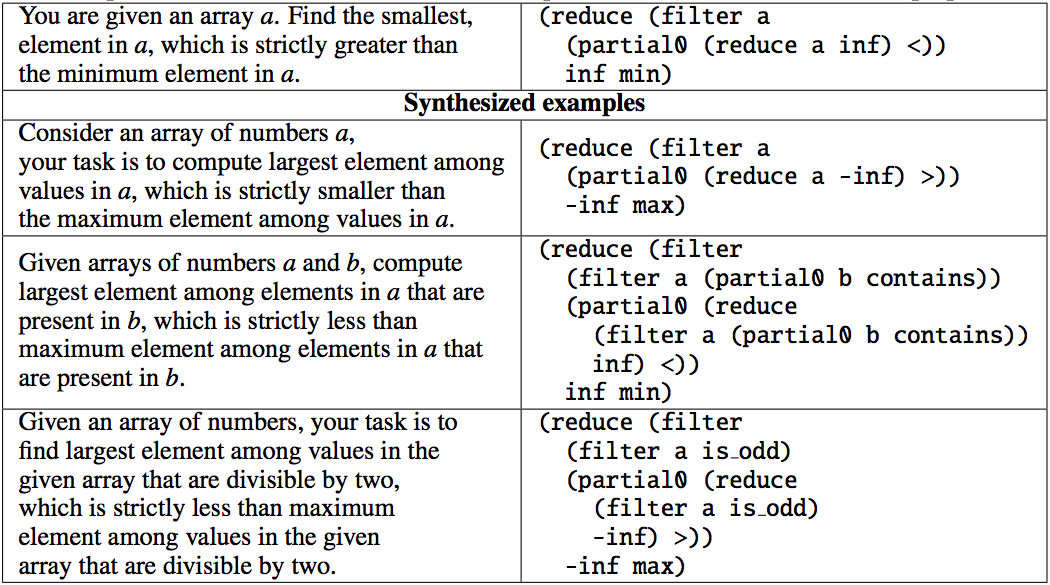 You are given an array a. Find the smallest,
element in a, which is strictly greater than
the minimum element in a.
(reduce (filter a
(partial0 (reduce a inf) <))
inf min)
Synthesized examples
Consider an array of numbers a,
your task is to compute largest element among
values in a, which is strictly smaller than
the maximum element among values in a.
(reduce (filter a
(partial0 (reduce a -inf) >))
-inf max)
Given arrays of numbers a and b, compute
largest element among elements in a that are
present in b, which is strictly less than
maximum element among elements in a that
are present in b.
(reduce (filter
(filter a (partial0 b contains))
(partial0 (reduce
(filter a (partial0 b contains))
inf) <))
inf min)
Given an array of numbers, your task is to
find largest element among values in the
given array that are divisible by two,
which is strictly less than maximum
element among values in the given
array that are divisible by two.
(reduce (filter
(filter a is_odd)
(partial0 (reduce
(filter a is_odd)
-inf) >))
-inf max)